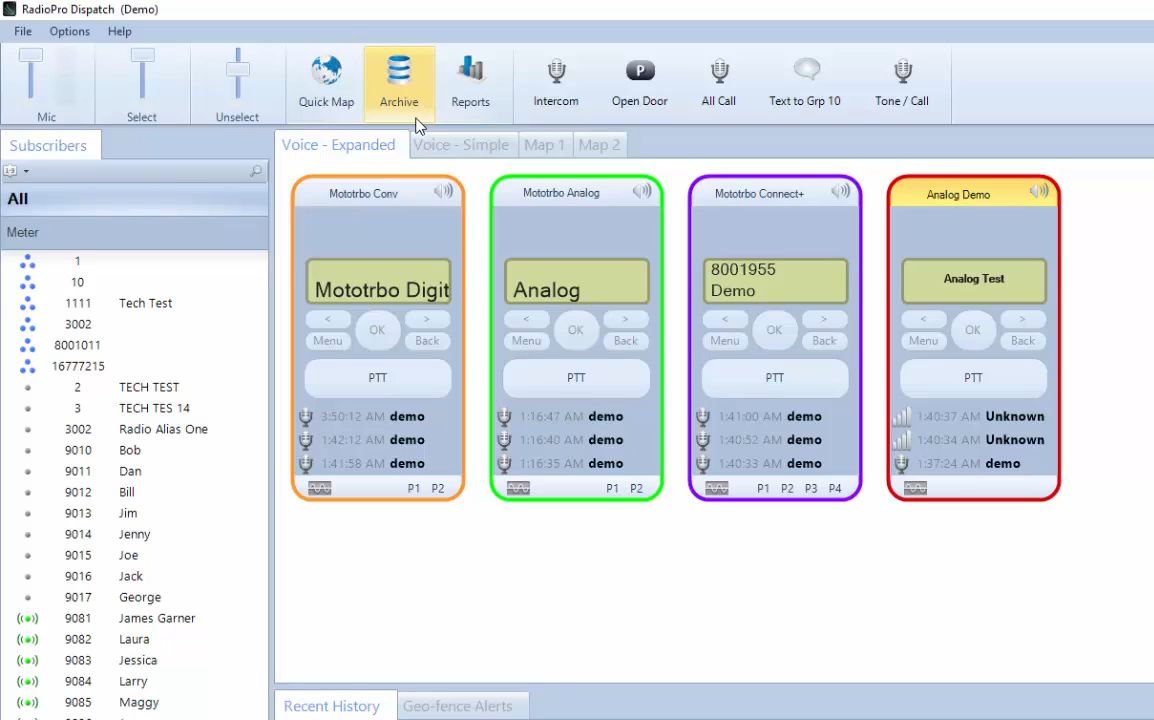 RadioPro Dispatch (Demo)
File Options Help
Mic Select Unselect Quick Map Archive Reports Intercom P Open Door All Call Text to Grp 10 Tone / Call
Subscribers
Voice - Expanded Voice - Simple Map 1 Map 2
All
Meter
1
10
1111 Tech Test
3002
8001011
16777215
2 TECH TEST
3 TECH TES 14
3002 Radio Alias One
9010 Bob
9011 Dan
9012 Bill
9013 Jim
9014 Jenny
9015 Joe
9016 Jack
9017 George
9081 James Garner
9082 Laura
9083 Jessica
9084 Larry
9085 Maggy
Mototrbo Conv
Mototrbo Digit
< OK >
Menu Back
PTT
3:50:12 AM demo
1:42:12 AM demo
1:41:58 AM demo
P1 P2
Mototrbo Analog
Analog
< OK >
Menu Back
PTT
1:16:47 AM demo
1:16:40 AM demo
1:16:35 AM demo
P1 P2
Mototrbo Connect+
8001955
Demo
< OK >
Menu Back
PTT
1:41:00 AM demo
1:40:52 AM demo
1:40:33 AM demo
P1 P2 P3 P4
Analog Demo
Analog Test
< OK >
Menu Back
PTT
1:40:37 AM Unknown
1:40:34 AM Unknown
1:37:24 AM demo
Recent History Geo-fence Alerts